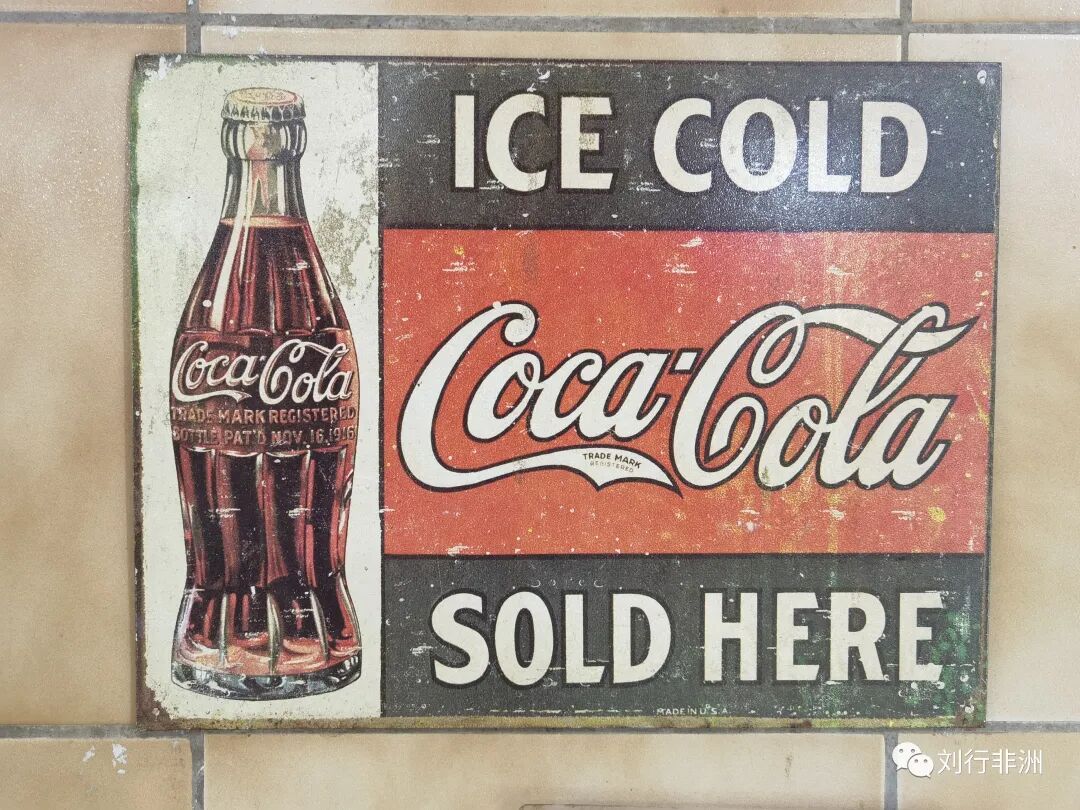 Coca-Cola
TRADE MARK REGISTERED
BOTTLE PAT'D NOV. 16, 1916
ICE COLD
Coca-Cola
TRADE MARK
REGISTERED
SOLD HERE
MADE IN U.S.A.
刘行非洲